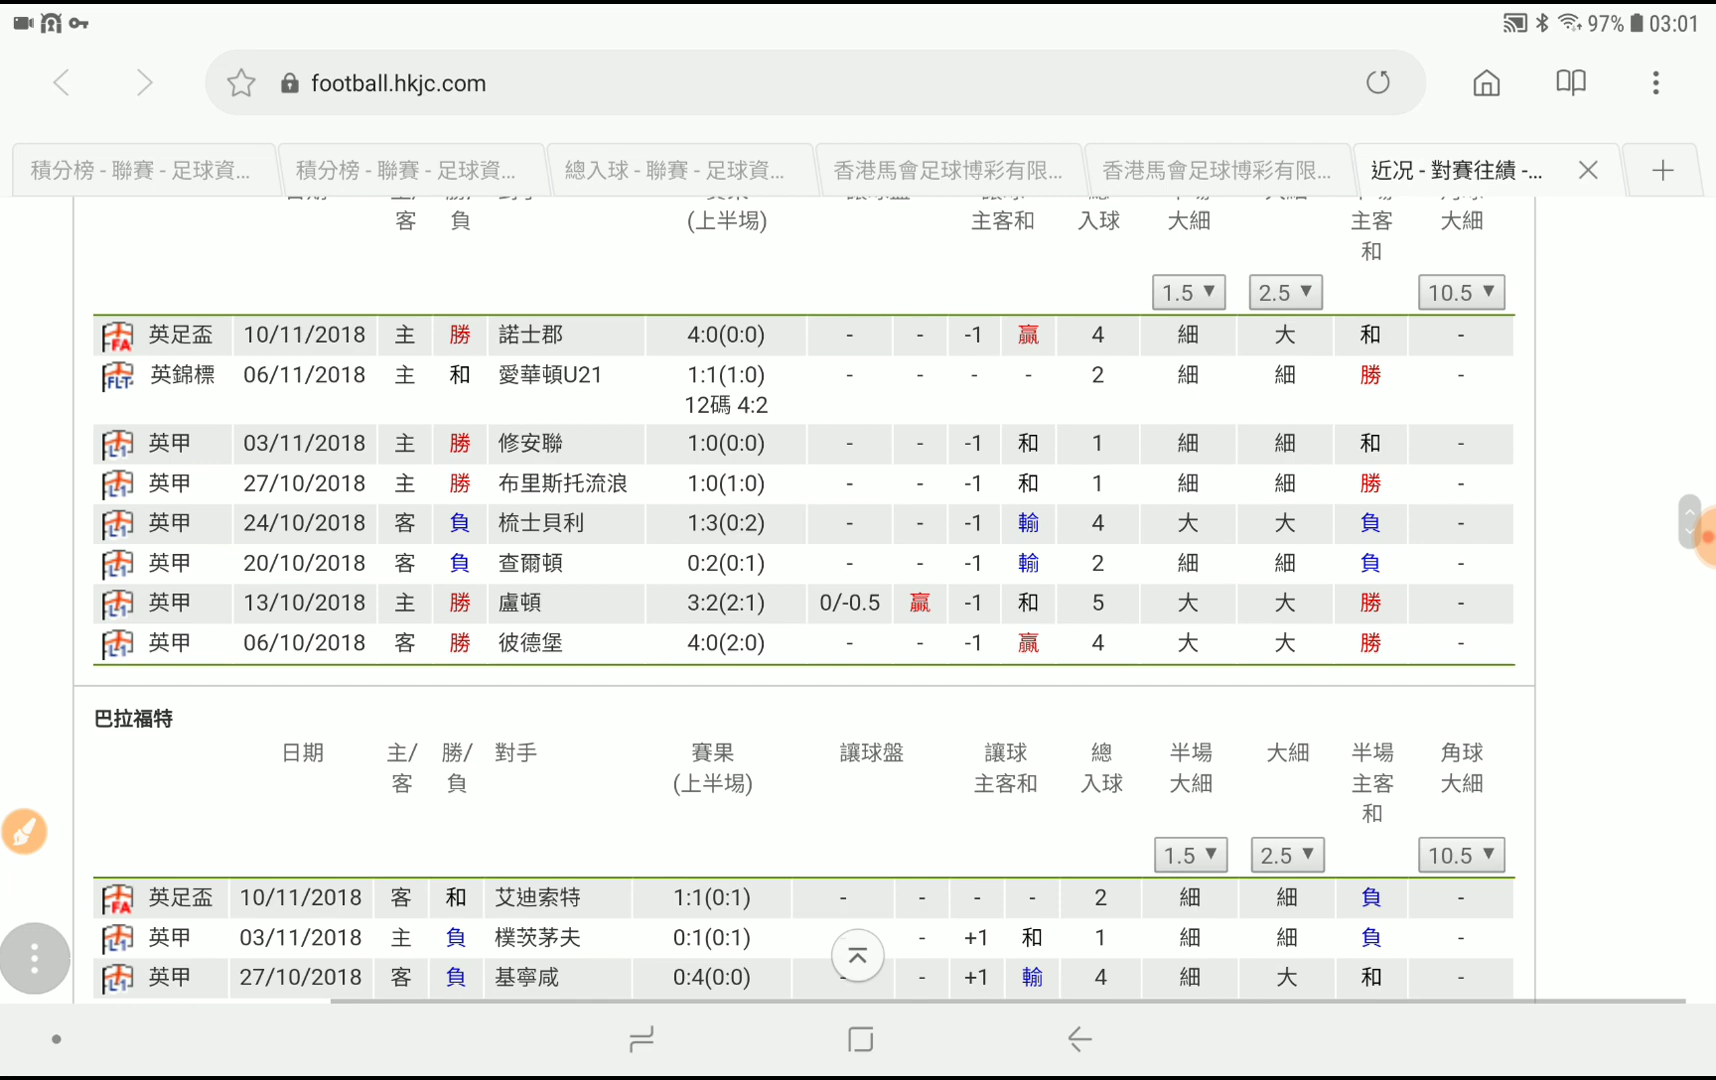 97% 03:01
football.hkjc.com
積分榜 - 聯賽 - 足球資... 積分榜 - 聯賽 - 足球資... 總入球 - 聯賽 - 足球資... 香港馬會足球博彩有限... 香港馬會足球博彩有限... 近況 - 對賽往績 -...
客 負 (上半場) 主客和 入球 大細 主客 大細
和
1.5 2.5 10.5
FA 英足盃 10/11/2018 主 勝 諾士郡 4:0(0:0) - - -1 贏 4 細 大 和 -
FLT 英錦標 06/11/2018 主 和 愛華頓U21 1:1(1:0) - - - - 2 細 細 勝 -
12碼 4:2
L1 英甲 03/11/2018 主 勝 修安聯 1:0(0:0) - - -1 和 1 細 細 和 -
L1 英甲 27/10/2018 主 勝 布里斯托流浪 1:0(1:0) - - -1 和 1 細 細 勝 -
L1 英甲 24/10/2018 客 負 梳士貝利 1:3(0:2) - - -1 輸 4 大 大 負 -
L1 英甲 20/10/2018 客 負 查爾頓 0:2(0:1) - - -1 輸 2 細 細 負 -
L1 英甲 13/10/2018 主 勝 盧頓 3:2(2:1) 0/-0.5 贏 -1 和 5 大 大 勝 -
L1 英甲 06/10/2018 客 勝 彼德堡 4:0(2:0) - - -1 贏 4 大 大 勝 -
巴拉福特
日期 主/ 勝/ 對手 賽果 讓球盤 讓球 總 半場 大細 半場 角球
客 負 (上半場) 主客和 入球 大細 主客 大細
和
1.5 2.5 10.5
FA 英足盃 10/11/2018 客 和 艾迪索特 1:1(0:1) - - - - 2 細 細 負 -
L1 英甲 03/11/2018 主 負 樸茨茅夫 0:1(0:1) - - +1 和 1 細 細 負 -
L1 英甲 27/10/2018 客 負 基寧咸 0:4(0:0) - - +1 輸 4 細 大 和 -